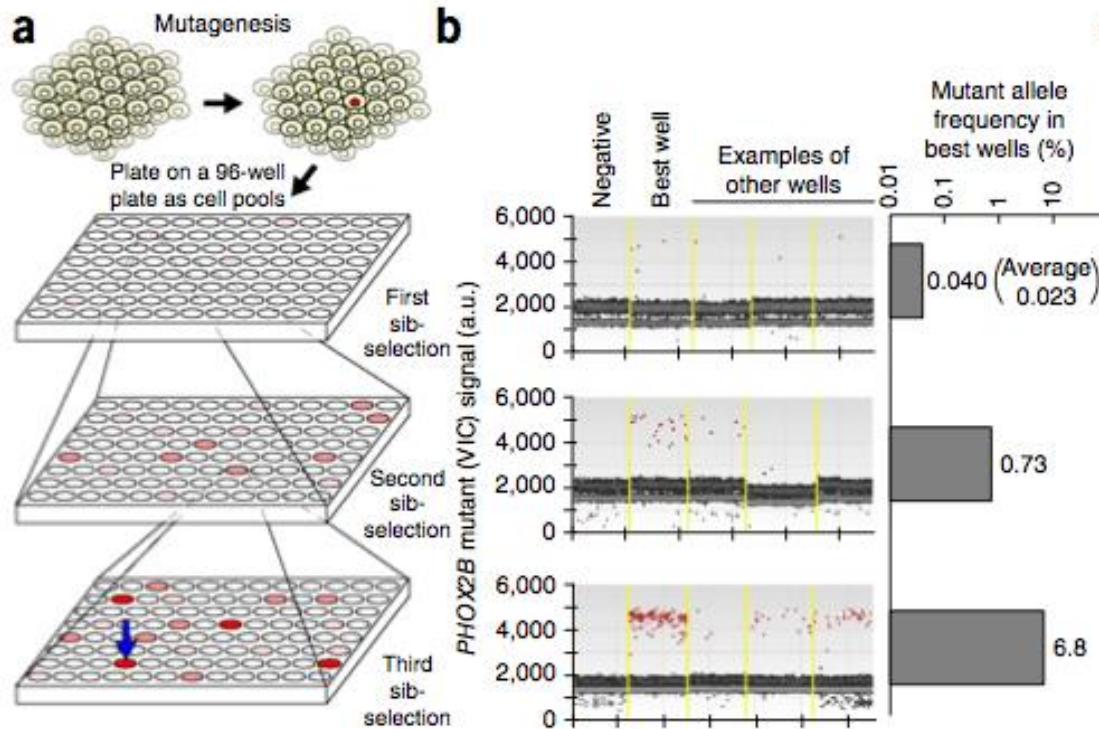 a
Mutagenesis
Plate on a 96-well
plate as cell pools
First
sib-
selection
Second
sib-
selection
Third
sib-
selection
b
Negative
Best well
Examples of
other wells
Mutant allele
frequency in
best wells (%)
0.01
0.1
1
10
PHOX2B mutant (VIC) signal (a.u.)
6,000
4,000
2,000
0
0.040 (Average
0.023)
6,000
4,000
2,000
0
0.73
6,000
4,000
2,000
0
6.8